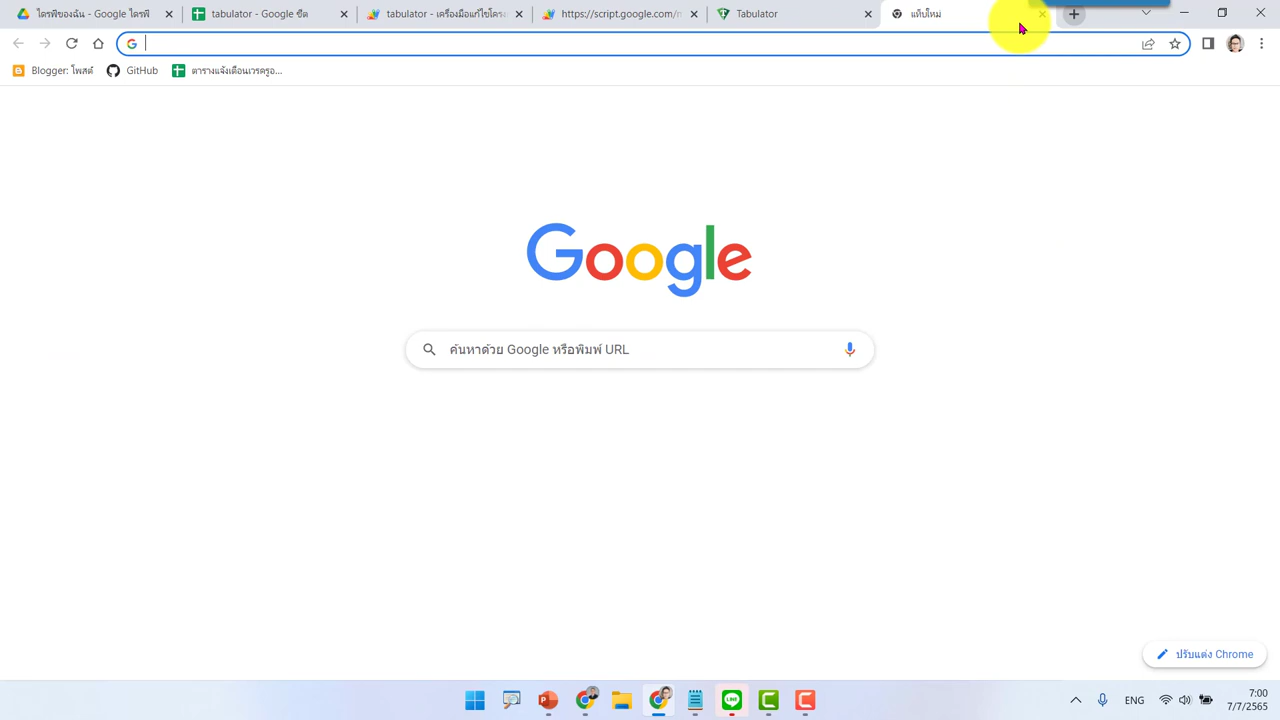 ไดรฟ์ของฉัน - Google ไดรฟ์
tabulator - Google ชีต
tabulator - เครื่องมือแก้ไขโครง
https://script.google.com/m
Tabulator
แท็บใหม่
Blogger: โพสต์
GitHub
ตารางแจ้งเตือนเวรครูอ...
Google
ค้นหาด้วย Google หรือพิมพ์ URL
ปรับแต่ง Chrome
ENG
7:00
7/7/2565